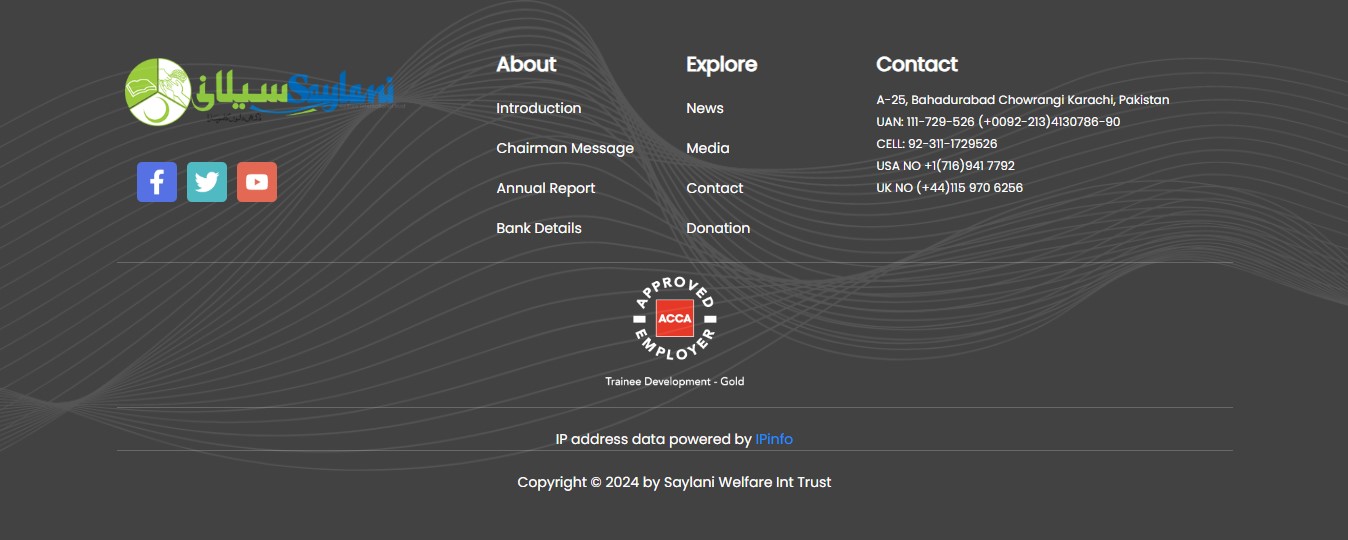 سیلانی Saylani
About
Introduction
Chairman Message
Annual Report
Bank Details
Explore
News
Media
Contact
Donation
Contact
A-25, Bahadurabad Chowrangi Karachi, Pakistan
UAN: 111-729-526 (+0092-213)4130786-90
CELL: 92-311-1729526
USA NO +1(716)941 7792
UK NO (+44)115 970 6256
APPROVED
ACCA
EMPLOYER
Trainee Development - Gold
IP address data powered by IPinfo
Copyright © 2024 by Saylani Welfare Int Trust